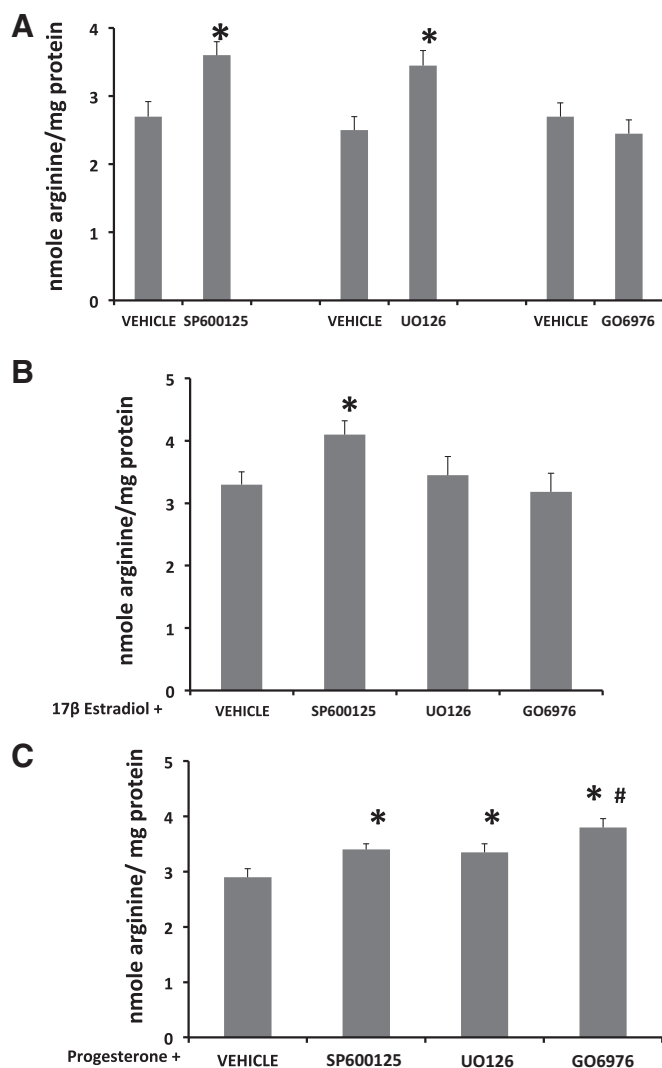 A
nmole arginine/mg protein
4
3
2
1
0
* *
VEHICLE SP600125 VEHICLE UO126 VEHICLE GO6976
B
nmole arginine/mg protein
5
4
3
2
1
0
*
17β Estradiol + VEHICLE SP600125 UO126 GO6976
C
nmole arginine/ mg protein
5
4
3
2
1
0
* * * #
Progesterone + VEHICLE SP600125 UO126 GO6976